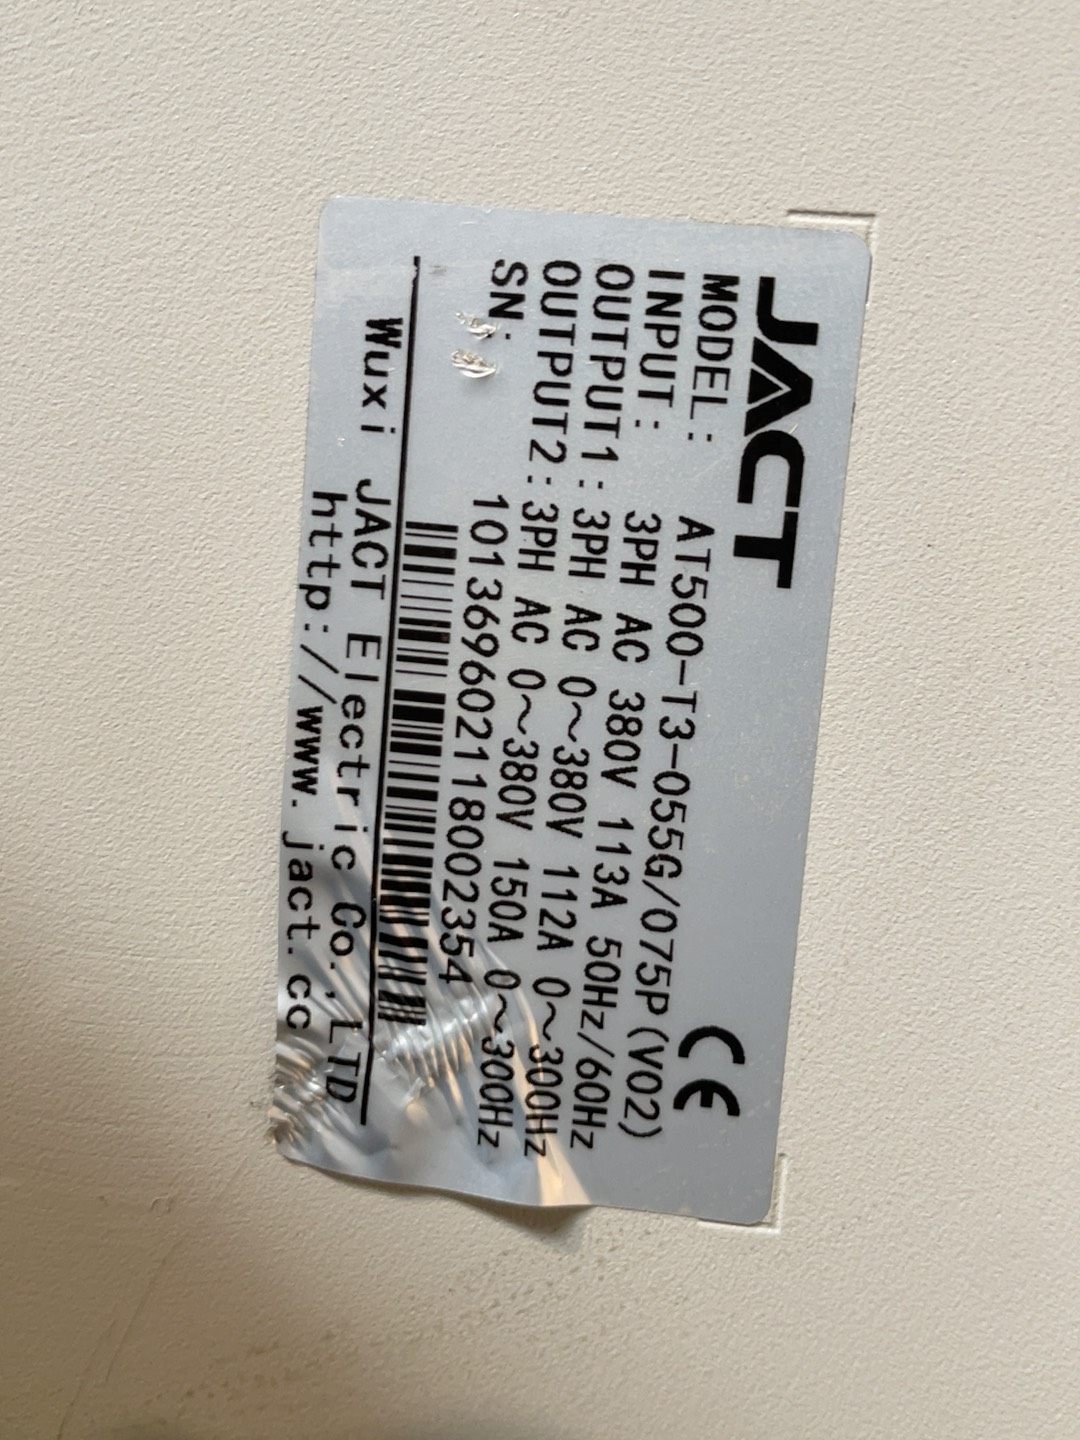 JACT
CE
MODEL: AT500-T3-055G/075P(V02)
INPUT: 3PH AC 380V 113A 50Hz/60Hz
OUTPUT1: 3PH AC 0~380V 112A 0~300Hz
OUTPUT2: 3PH AC 0~380V 150A 0~300Hz
SN: 101369602118002354
Wuxi JACT Electric Co.,LTD
http://www.jact.cc